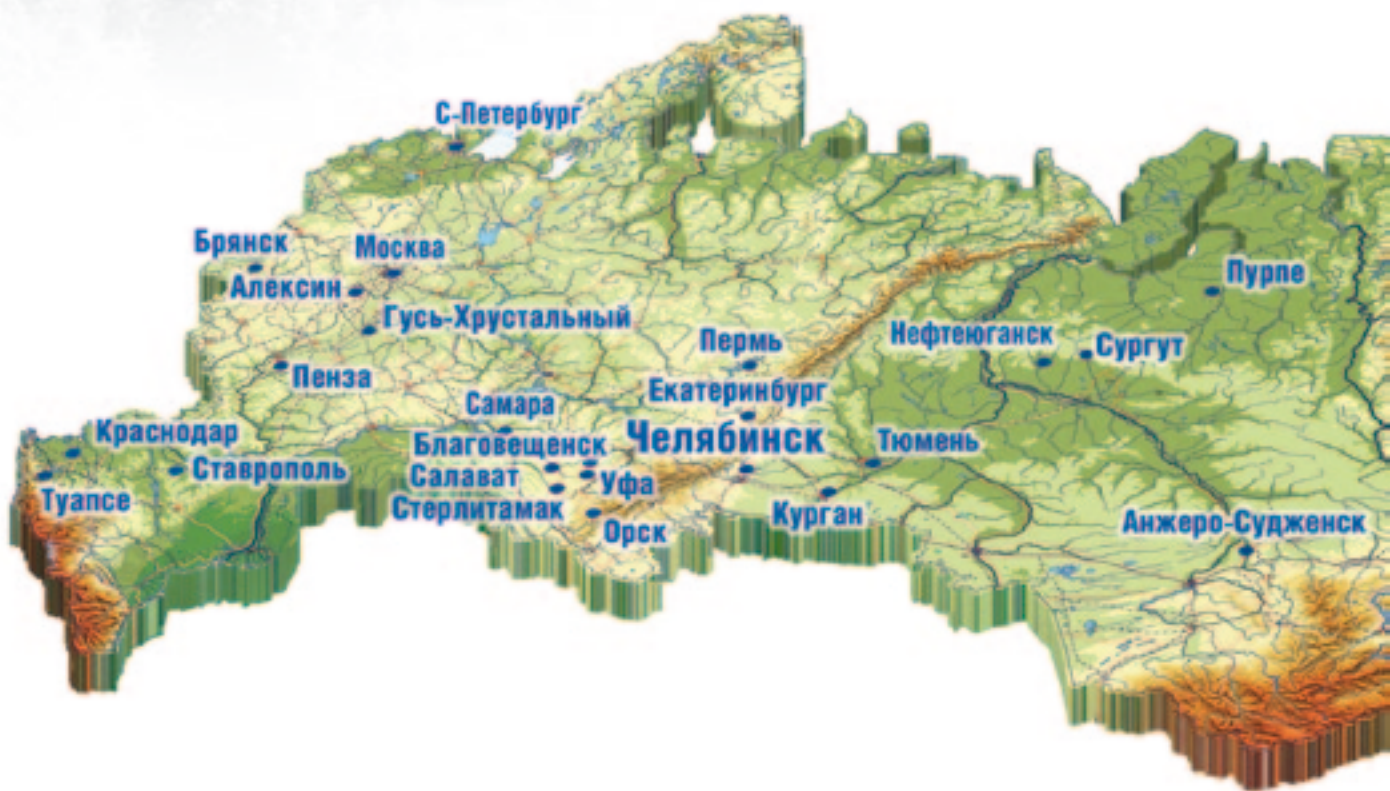 С-Петербург
Брянск
Москва
Алексин
Пурпе
Гусь-Хрустальный
Пермь
Нефтеюганск
Сургут
Пенза
Екатеринбург
Самара
Краснодар
Благовещенск
Челябинск
Тюмень
Ставрополь
Салават
Уфа
Туапсе
Стерлитамак
Курган
Орск
Анжеро-Судженск